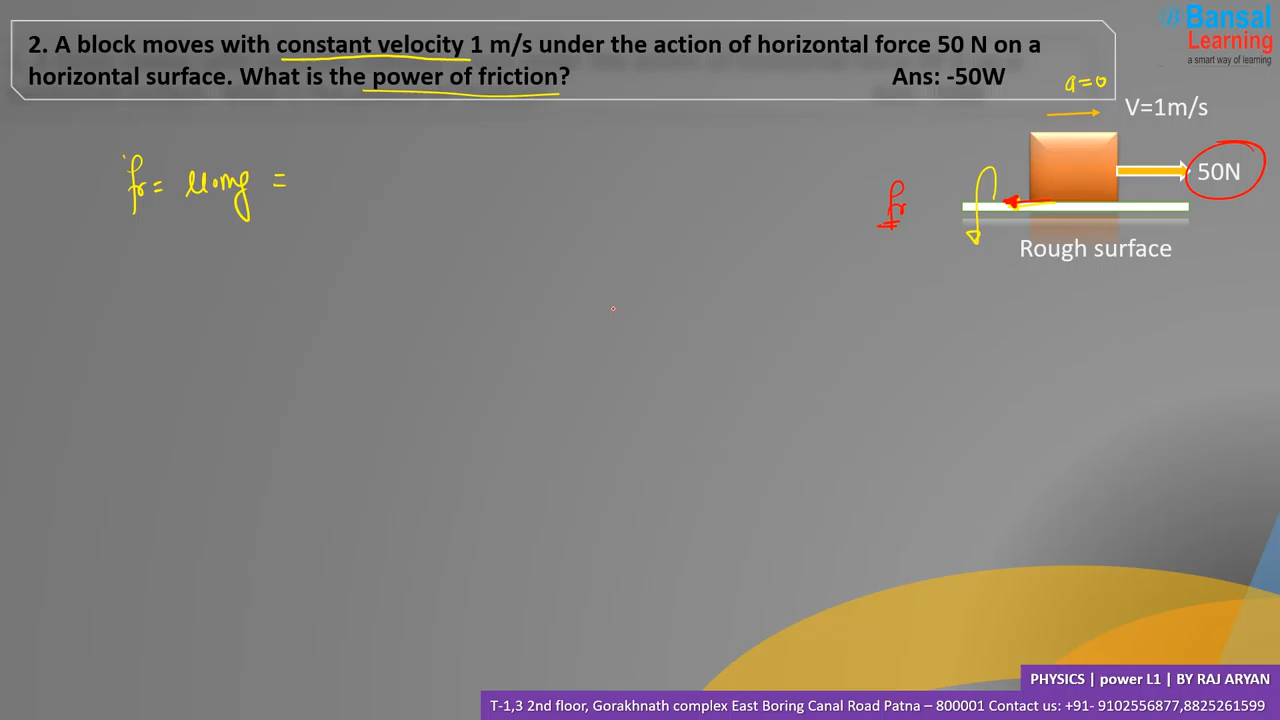 2. A block moves with constant velocity 1 m/s under the action of horizontal force 50 N on a
horizontal surface. What is the power of friction? Ans: -50W
Bansal
Learning
a smart way of learning
a=0
V=1m/s
50N
fr
Rough surface
fr = μmg =
PHYSICS | power L1 | BY RAJ ARYAN
T-1,3 2nd floor, Gorakhnath complex East Boring Canal Road Patna – 800001 Contact us: +91- 9102556877,8825261599